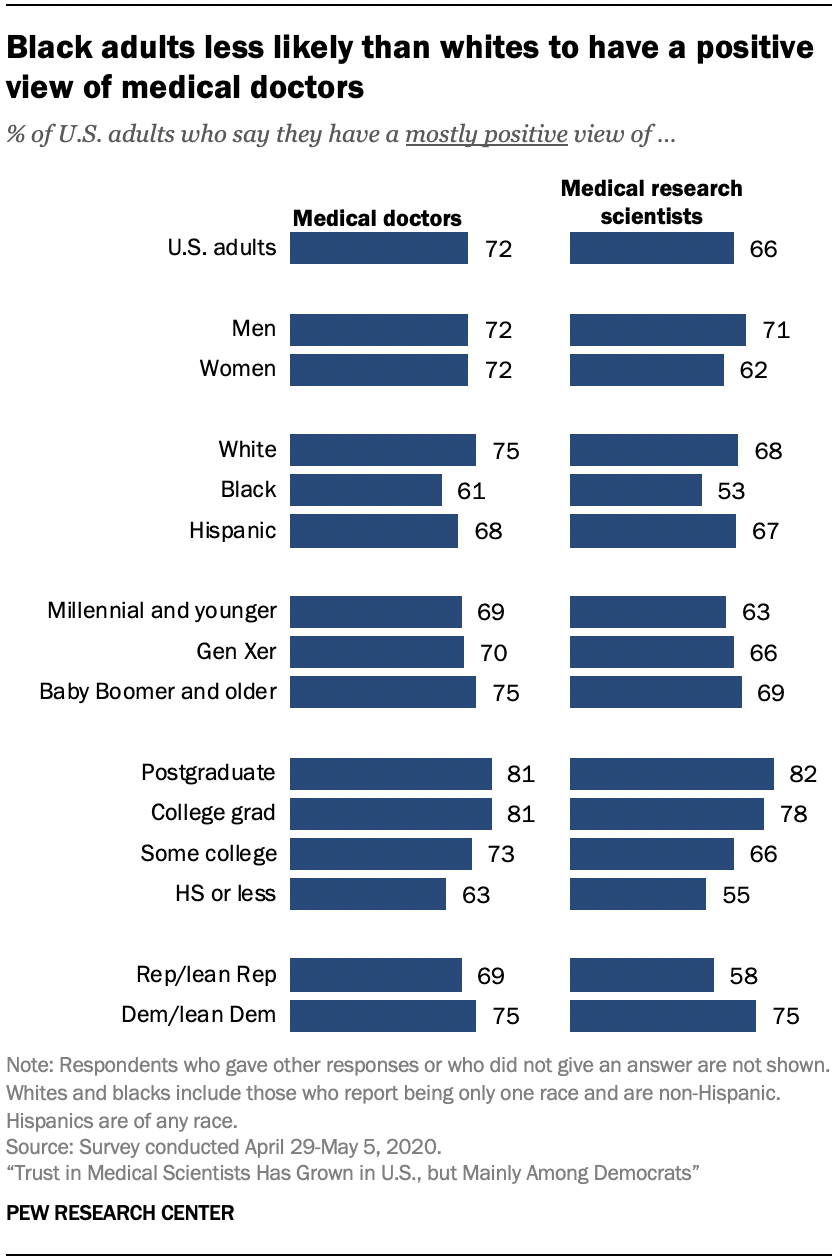 Black adults less likely than whites to have a positive
view of medical doctors
% of U.S. adults who say they have a mostly positive view of ...
Medical doctors
Medical research
scientists
U.S. adults 72 66
Men 72 71
Women 72 62
White 75 68
Black 61 53
Hispanic 68 67
Millennial and younger 69 63
Gen Xer 70 66
Baby Boomer and older 75 69
Postgraduate 81 82
College grad 81 78
Some college 73 66
HS or less 63 55
Rep/lean Rep 69 58
Dem/lean Dem 75 75
Note: Respondents who gave other responses or who did not give an answer are not shown.
Whites and blacks include those who report being only one race and are non-Hispanic.
Hispanics are of any race.
Source: Survey conducted April 29-May 5, 2020.
“Trust in Medical Scientists Has Grown in U.S., but Mainly Among Democrats”
PEW RESEARCH CENTER